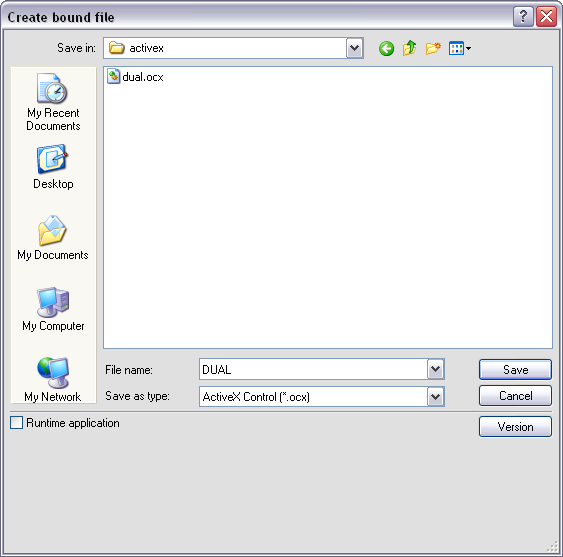 Create bound file
Save in:
activex
dual.ocx
My Recent
Documents
Desktop
My Documents
My Computer
My Network
File name:
DUAL
Save
Save as type:
ActiveX Control (*.ocx)
Cancel
Runtime application
Version